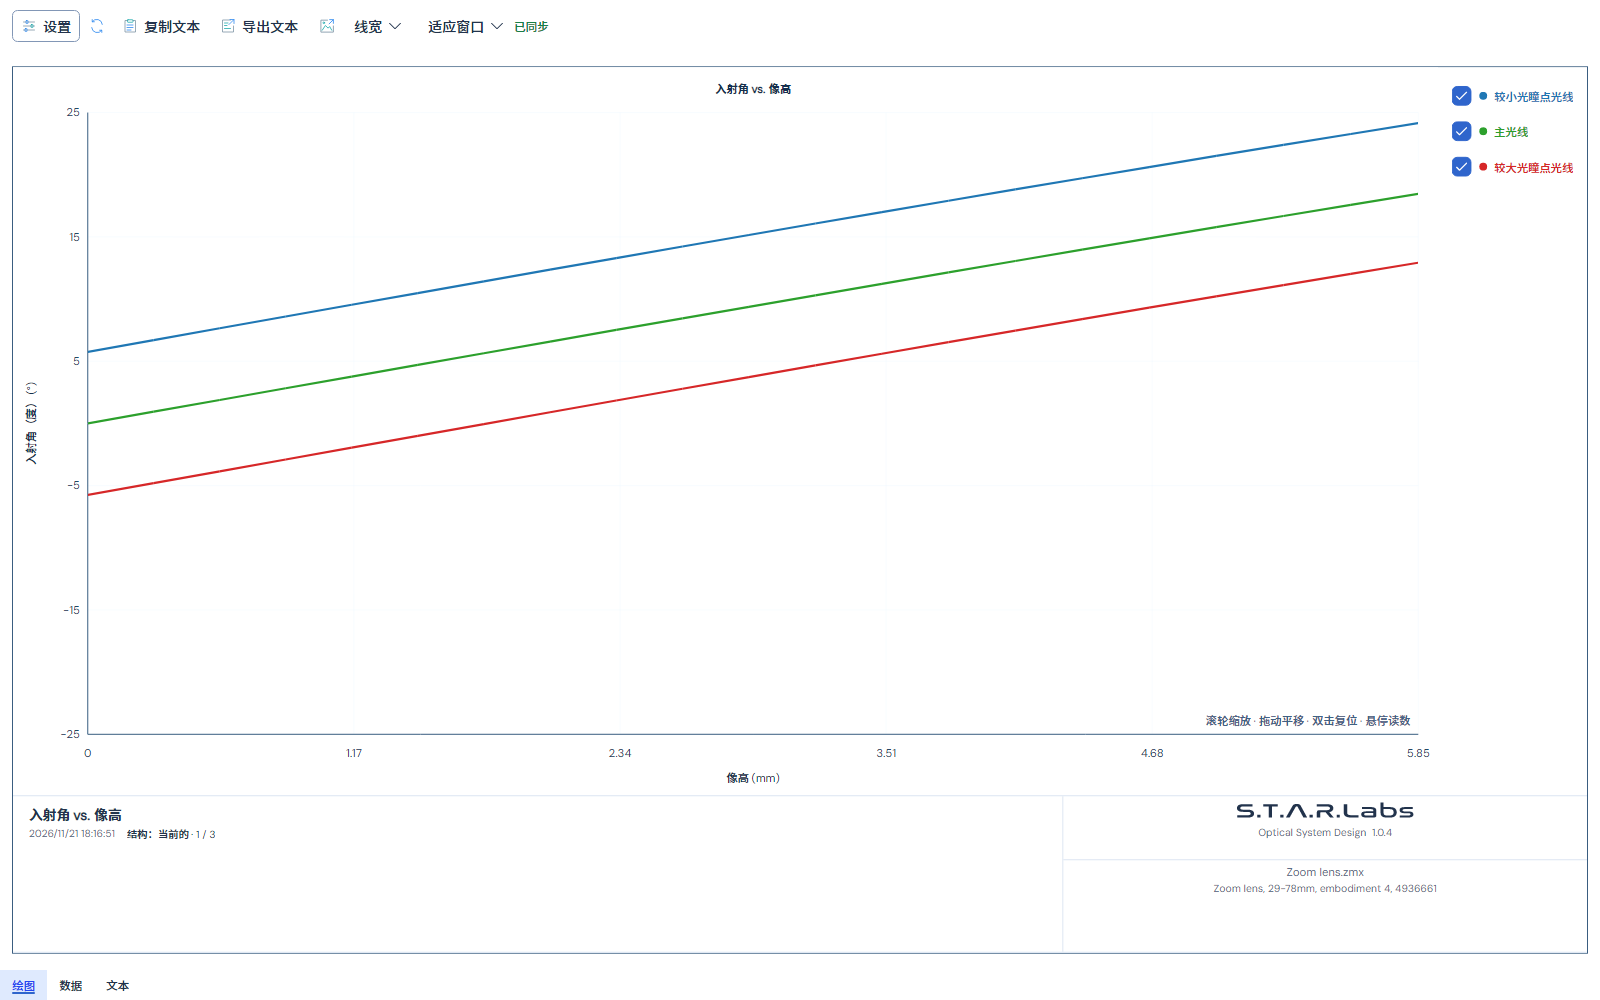 设置 复制文本 导出文本 线宽 适应窗口 已同步
入射角 vs. 像高
较小光瞳点光线
主光线
较大光瞳点光线
25
15
5
-5
-15
-25
入射角（度） (°)
滚轮缩放 · 拖动平移 · 双击复位 · 悬停读数
0 1.17 2.34 3.51 4.68 5.85
像高 (mm)
入射角 vs. 像高
2026/11/21 18:16:51 结构： 当前的 · 1 / 3
S.T.A.R.Labs
Optical System Design 1.0.4
Zoom lens.zmx
Zoom lens, 29-78mm, embodiment 4, 4936661
绘图 数据 文本